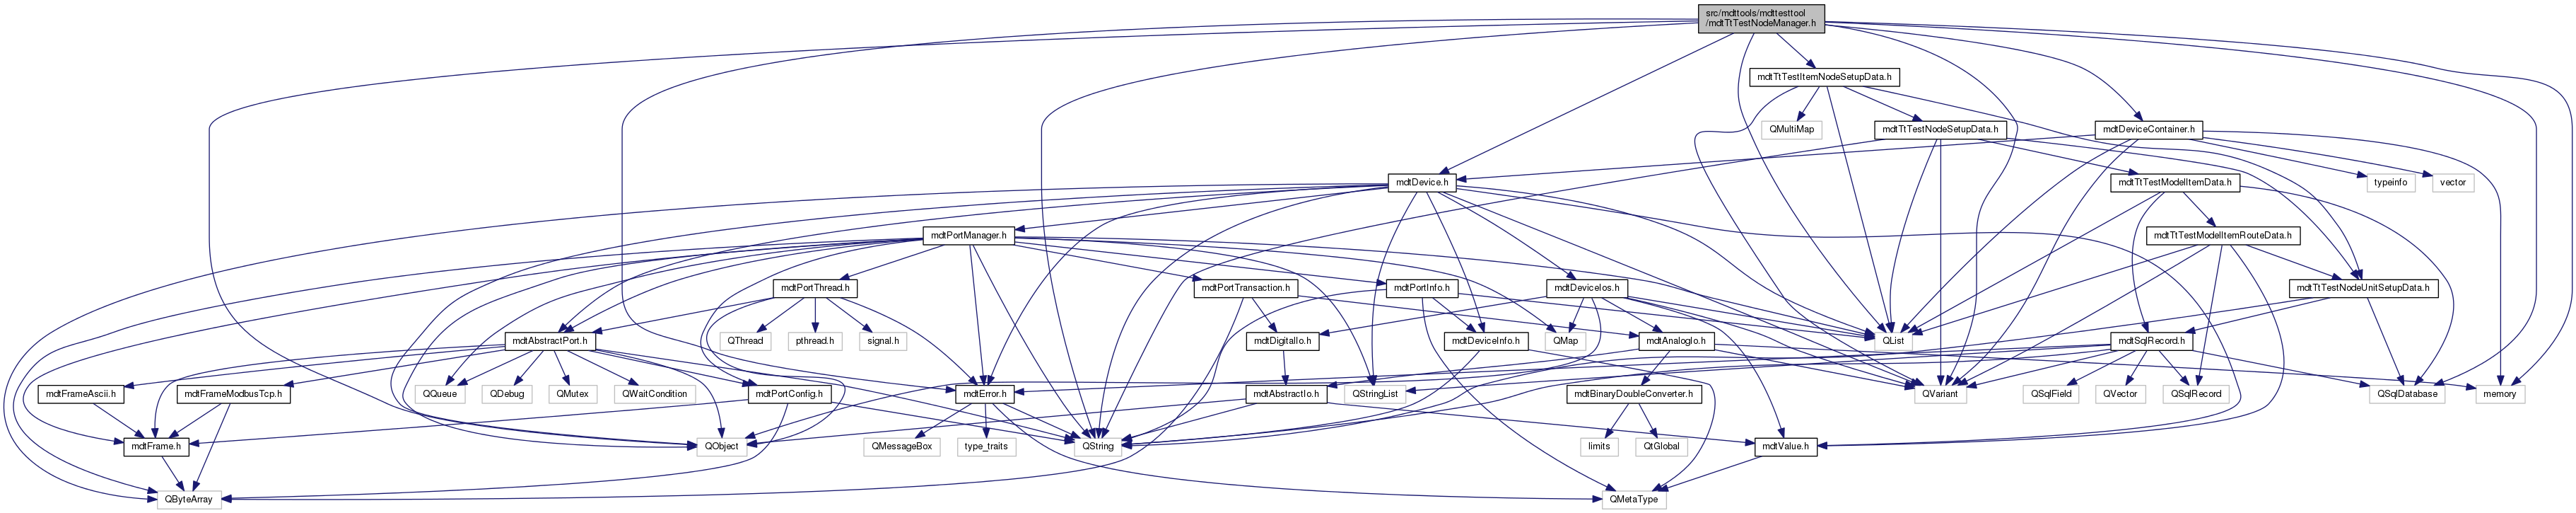 src/mdttools/mdttesttool
/mdtTtTestNodeManager.h
mdtTtTestItemNodeSetupData.h
QMultiMap
mdtTtTestNodeSetupData.h
mdtDeviceContainer.h
mdtDevice.h
mdtTtTestModelItemData.h
typeinfo
vector
mdtPortManager.h
mdtTtTestModelItemRouteData.h
mdtPortThread.h
mdtPortTransaction.h
mdtPortInfo.h
mdtDeviceIos.h
mdtTtTestNodeUnitSetupData.h
mdtAbstractPort.h
QThread
pthread.h
signal.h
mdtDigitalIo.h
mdtDeviceInfo.h
QMap
mdtAnalogIo.h
QList
mdtSqlRecord.h
mdtFrameAscii.h
mdtFrameModbusTcp.h
QQueue
QDebug
QMutex
QWaitCondition
mdtPortConfig.h
mdtError.h
mdtAbstractIo.h
QStringList
mdtBinaryDoubleConverter.h
QVariant
QSqlField
QVector
QSqlRecord
QSqlDatabase
memory
mdtFrame.h
QObject
QMessageBox
type_traits
QString
limits
QtGlobal
mdtValue.h
QByteArray
QMetaType